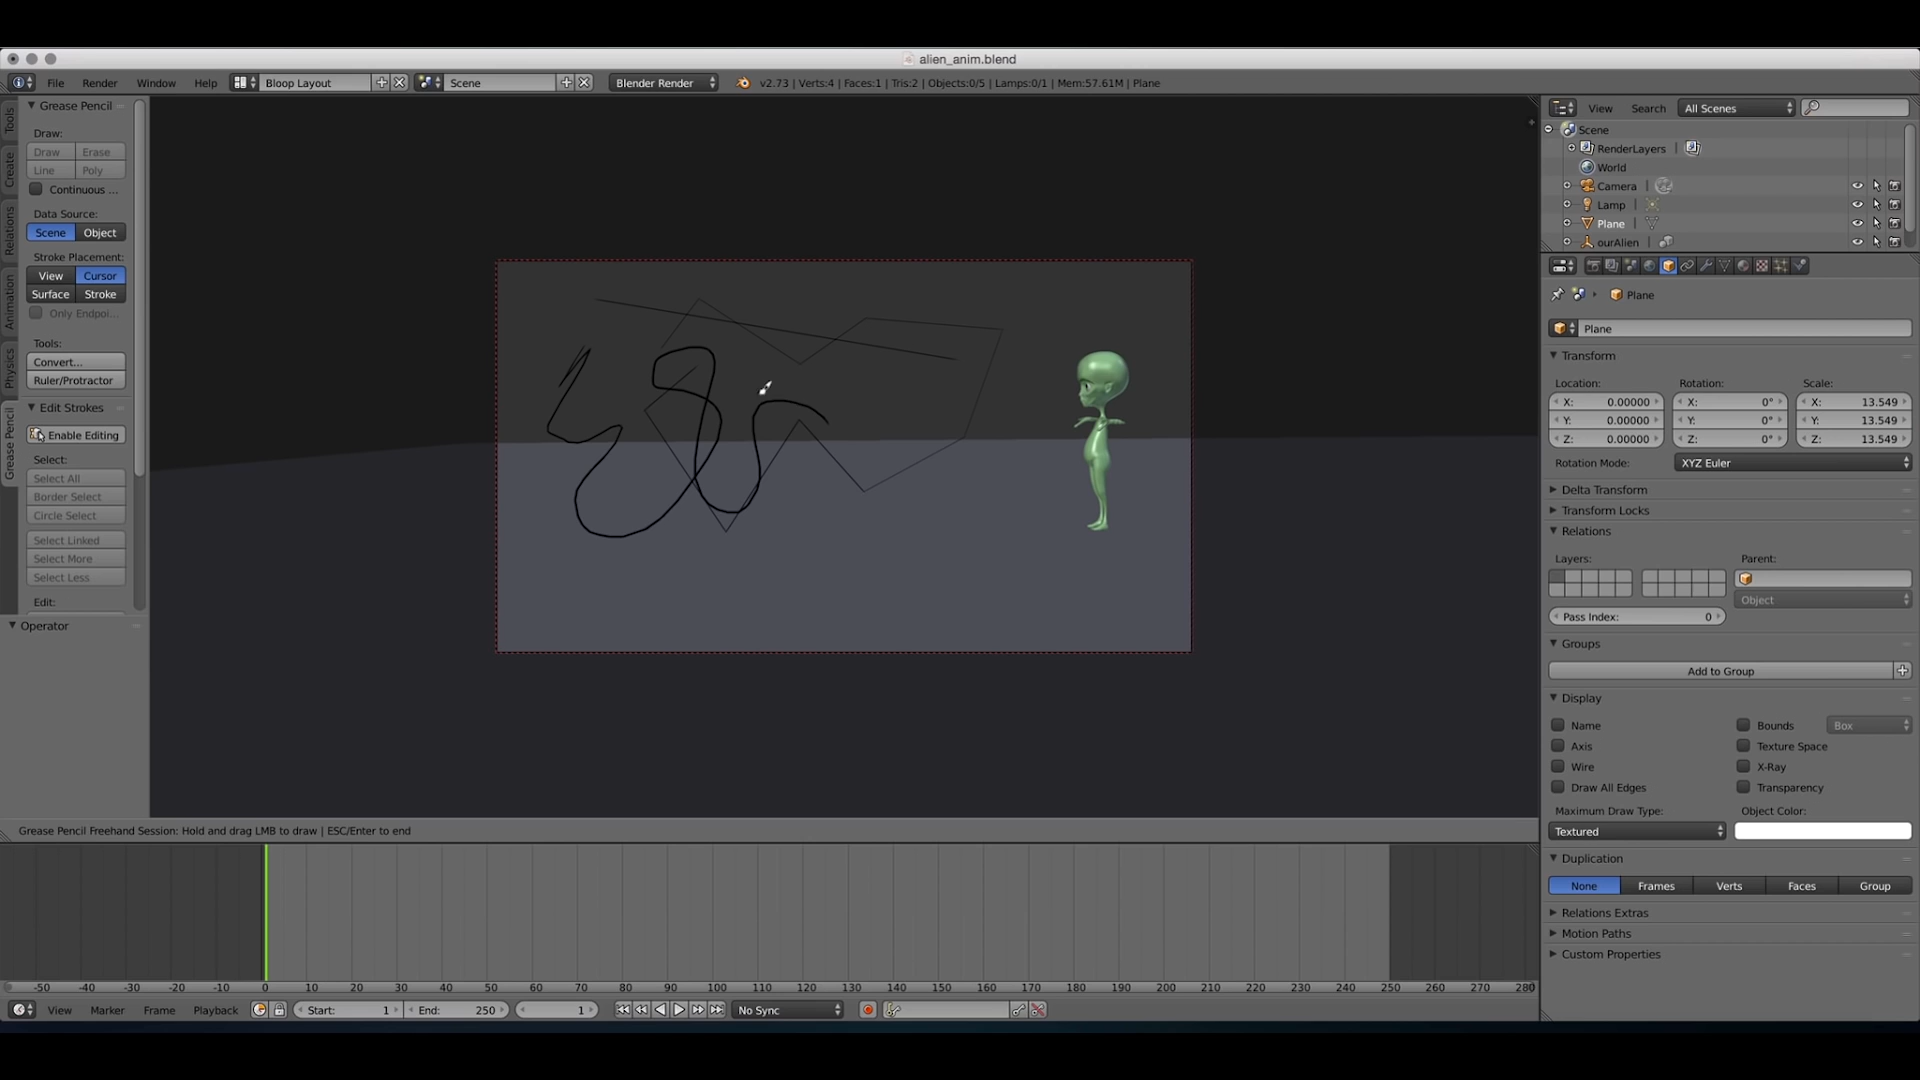 alien_anim.blend
File Render Window Help Bloop Layout Scene Blender Render v2.73 | Verts:4 | Faces:1 | Tris:2 | Objects:0/5 | Lamps:0/1 | Mem:57.61M | Plane
Tools
Create
Relations
Animation
Physics
Grease Pencil
Grease Pencil
Draw:
Draw Erase
Line Poly
Continuous ...
Data Source:
Scene Object
Stroke Placement:
View Cursor
Surface Stroke
Only Endpoi...
Tools:
Convert...
Ruler/Protractor
Edit Strokes
Enable Editing
Select:
Select All
Border Select
Circle Select
Select Linked
Select More
Select Less
Edit:
Operator
View Search All Scenes
Scene
RenderLayers
World
Camera
Lamp
Plane
ourAlien
Plane
Plane
Transform
Location: Rotation: Scale:
X: 0.00000 X: 0° X: 13.549
Y: 0.00000 Y: 0° Y: 13.549
Z: 0.00000 Z: 0° Z: 13.549
Rotation Mode: XYZ Euler
Delta Transform
Transform Locks
Relations
Layers: Parent:
Object
Pass Index: 0
Groups
Add to Group
Display
Name Bounds Box
Axis Texture Space
Wire X-Ray
Draw All Edges Transparency
Maximum Draw Type: Object Color:
Textured
Duplication
None Frames Verts Faces Group
Relations Extras
Motion Paths
Custom Properties
Grease Pencil Freehand Session: Hold and drag LMB to draw | ESC/Enter to end
-50 -40 -30 -20 -10 0 10 20 30 40 50 60 70 80 90 100 110 120 130 140 150 160 170 180 190 200 210 220 230 240 250 260 270 280
View Marker Frame Playback Start: 1 End: 250 1 No Sync